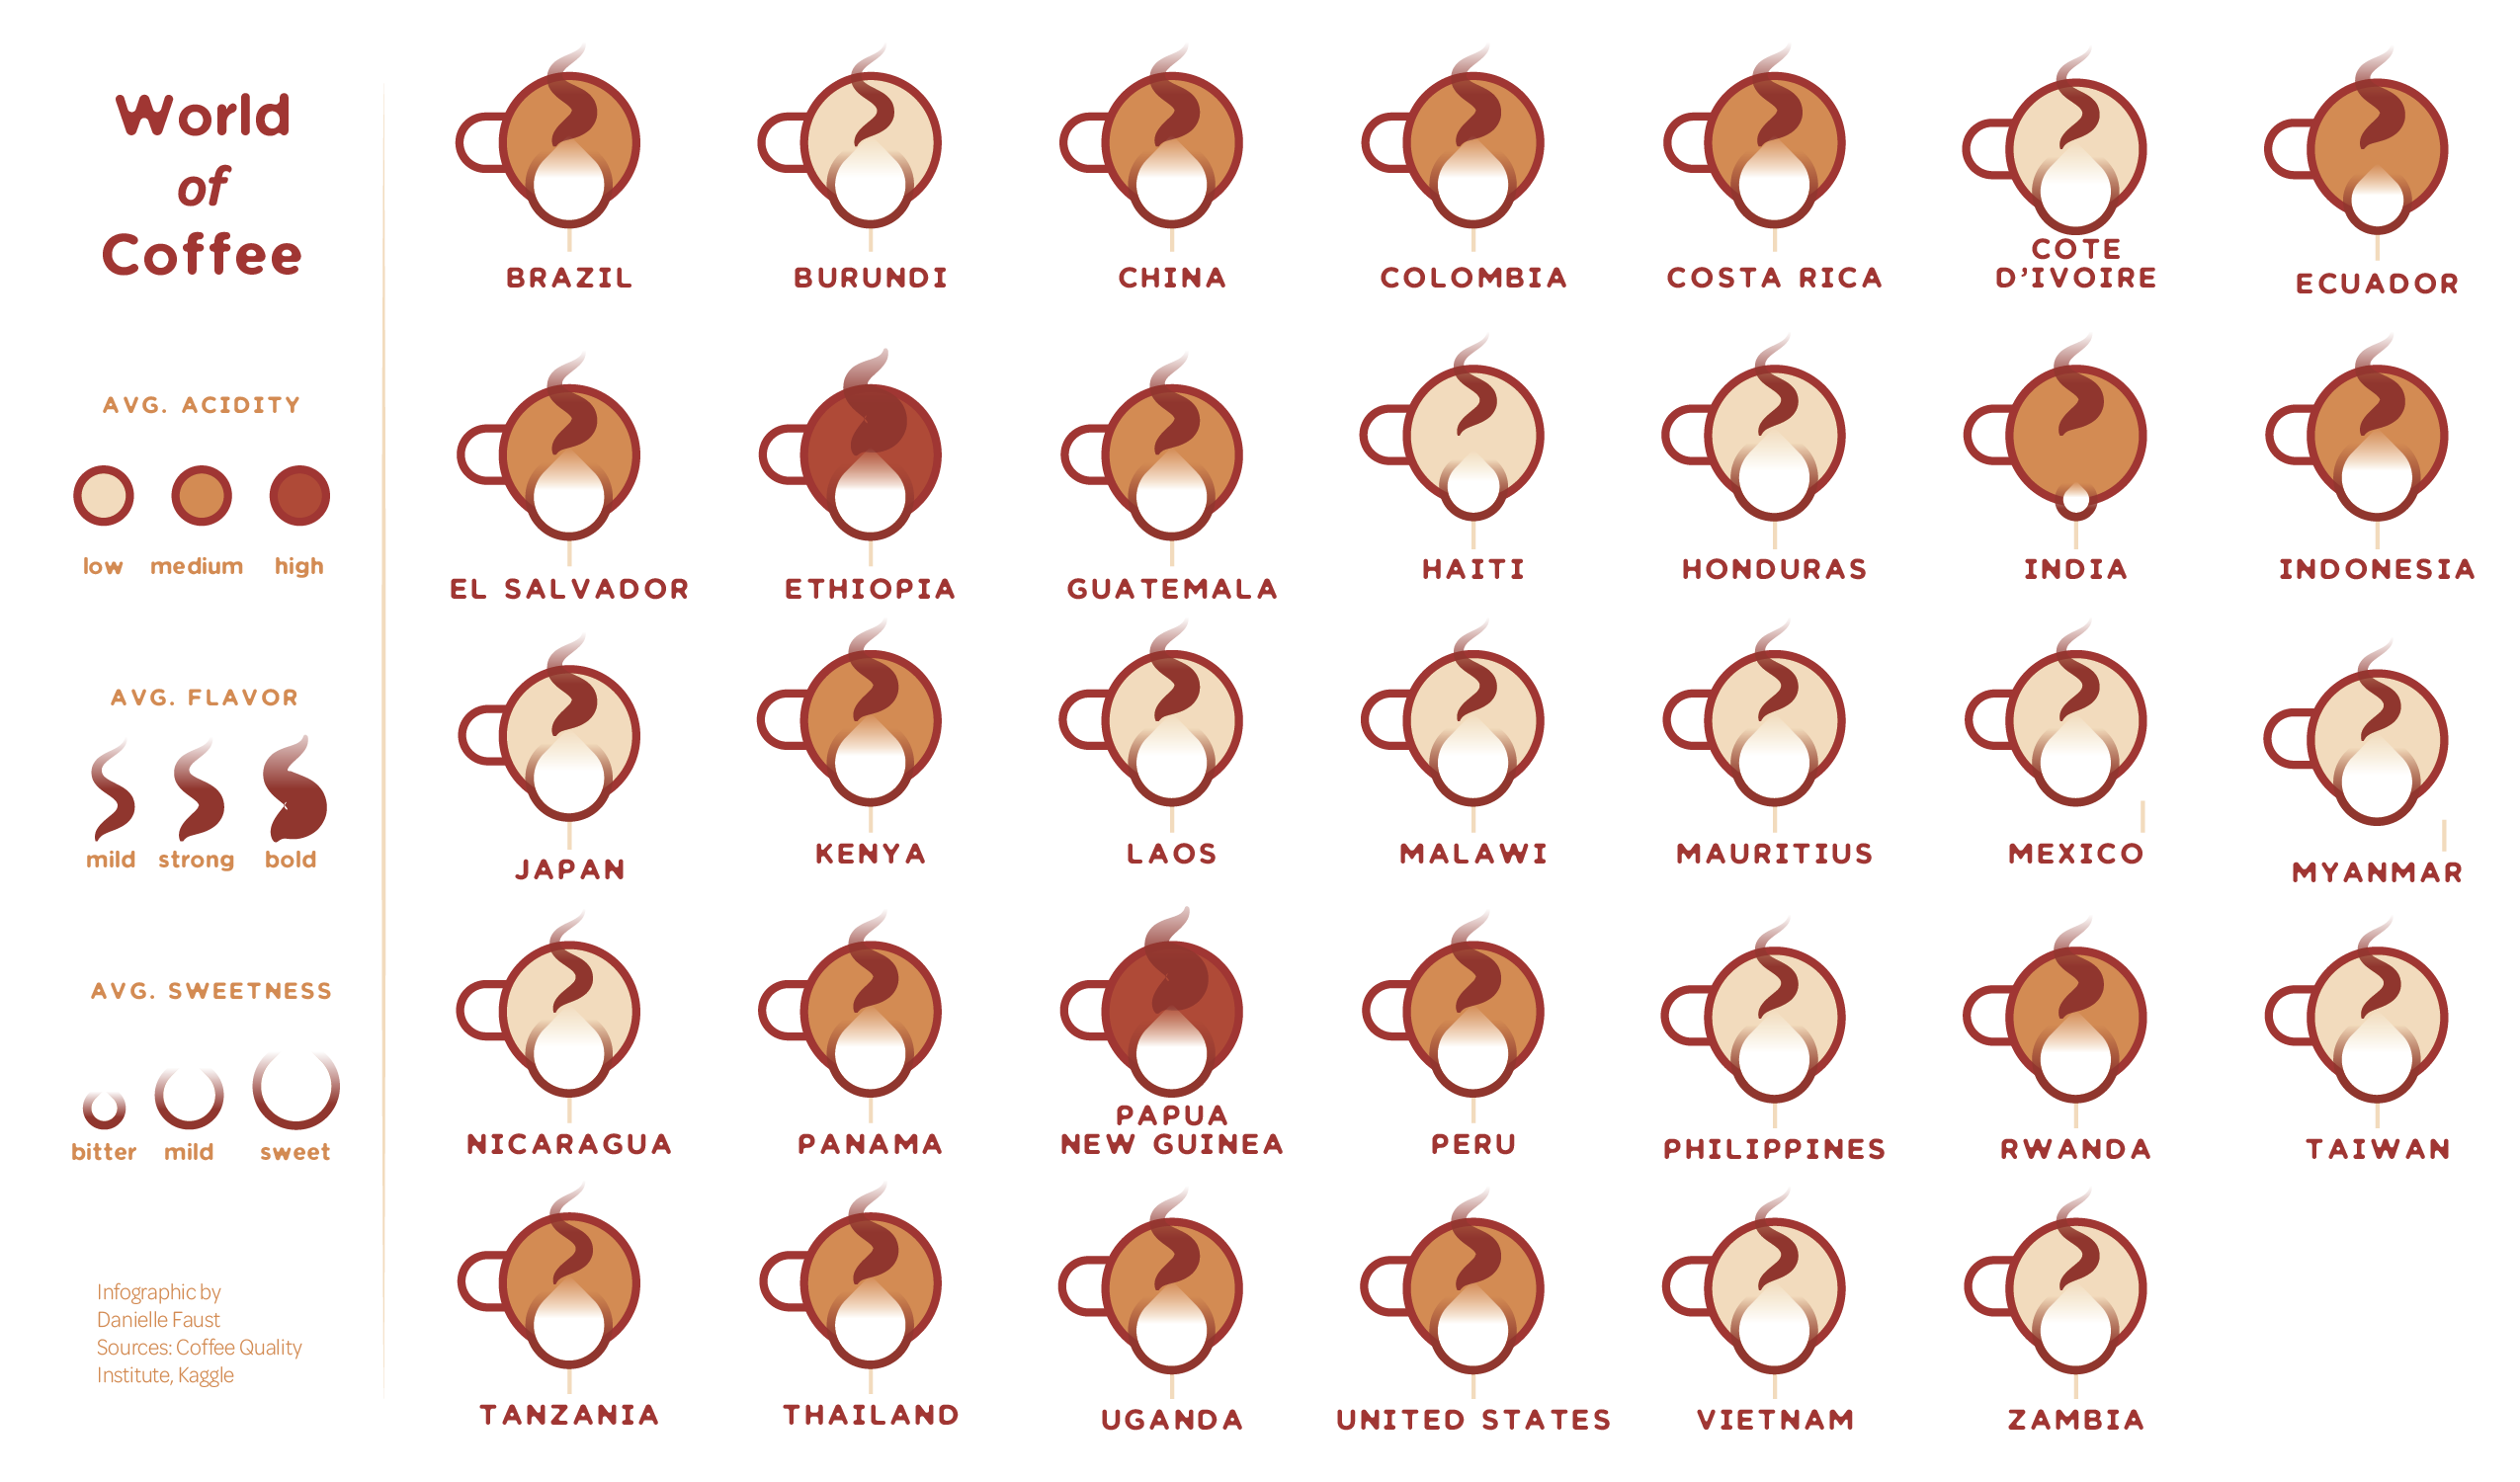 World
of
Coffee
AVG. ACIDITY
low medium high
AVG. FLAVOR
mild strong bold
AVG. SWEETNESS
bitter mild sweet
Infographic by
Danielle Faust
Sources: Coffee Quality
Institute, Kaggle
BRAZIL
BURUNDI
CHINA
COLOMBIA
COSTA RICA
COTE
D'IVOIRE
ECUADOR
EL SALVADOR
ETHIOPIA
GUATEMALA
HAITI
HONDURAS
INDIA
INDONESIA
JAPAN
KENYA
LAOS
MALAWI
MAURITIUS
MEXICO
MYANMAR
NICARAGUA
PANAMA
PAPUA
NEW GUINEA
PERU
PHILIPPINES
RWANDA
TAIWAN
TANZANIA
THAILAND
UGANDA
UNITED STATES
VIETNAM
ZAMBIA